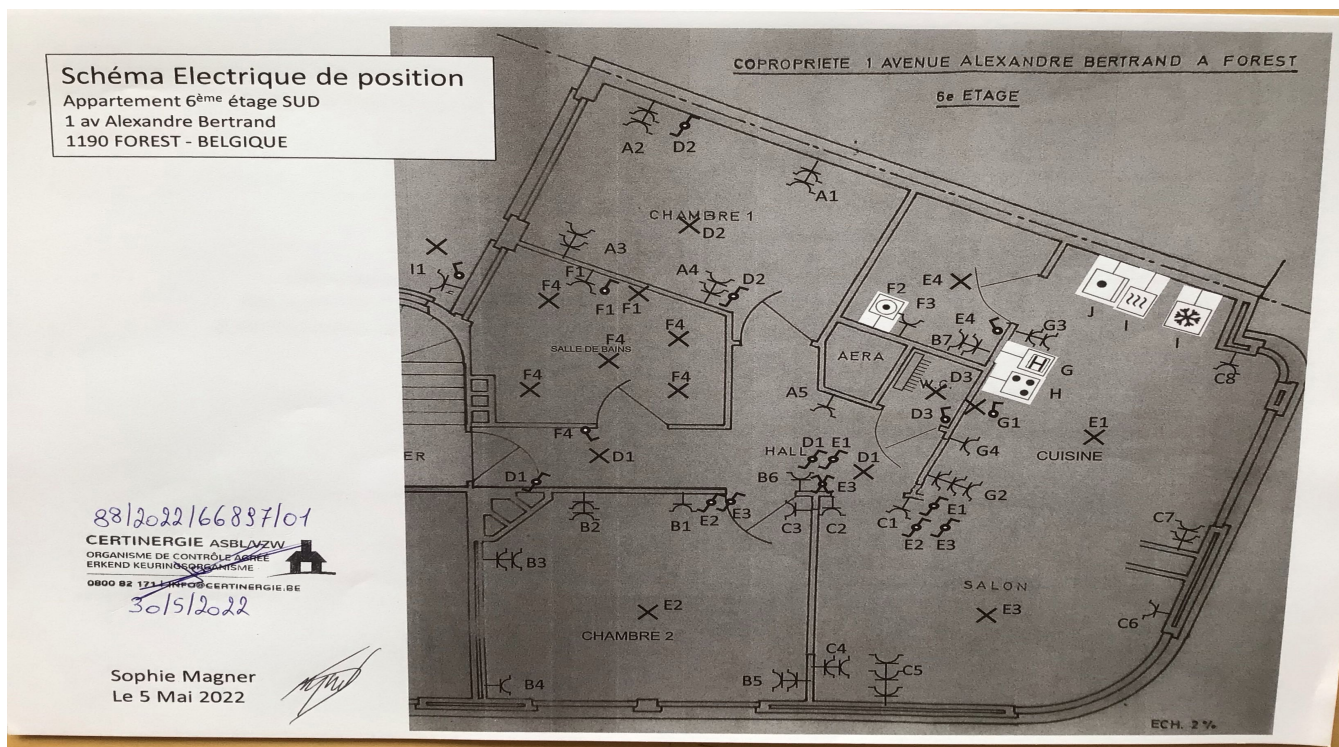 Schéma Electrique de position
Appartement 6ème étage SUD
1 av Alexandre Bertrand
1190 FOREST - BELGIQUE
COPROPRIETE 1 AVENUE ALEXANDRE BERTRAND A FOREST
6e ETAGE
A2
D2
A1
CHAMBRE 1
D2
A3
I1
F1
A4
D2
F4
F1
F1
E4
F2
F3
J
I
I
F4
F4
SALLE DE BAINS
E4
B7
G3
AERA
G
H
C8
F4
F4
W.C.
D3
A5
D3
G1
E1
F4
D1
HALL
D1
E1
D1
G4
CUISINE
ER
D1
B6
E3
G2
B2
B1
E2
E3
C3
C2
C1
E1
E2
E3
C7
B3
88/2022/66897/01
CERTINERGIE ASBL/VZW
ORGANISME DE CONTRÔLE AGRÉÉ
ERKEND KEURINGSORGANISME
0800 82 171 | INFO@CERTINERGIE.BE
30/5/2022
E2
CHAMBRE 2
SALON
E3
C6
B4
B5
C4
C5
Sophie Magner
Le 5 Mai 2022
ECH. 2 %